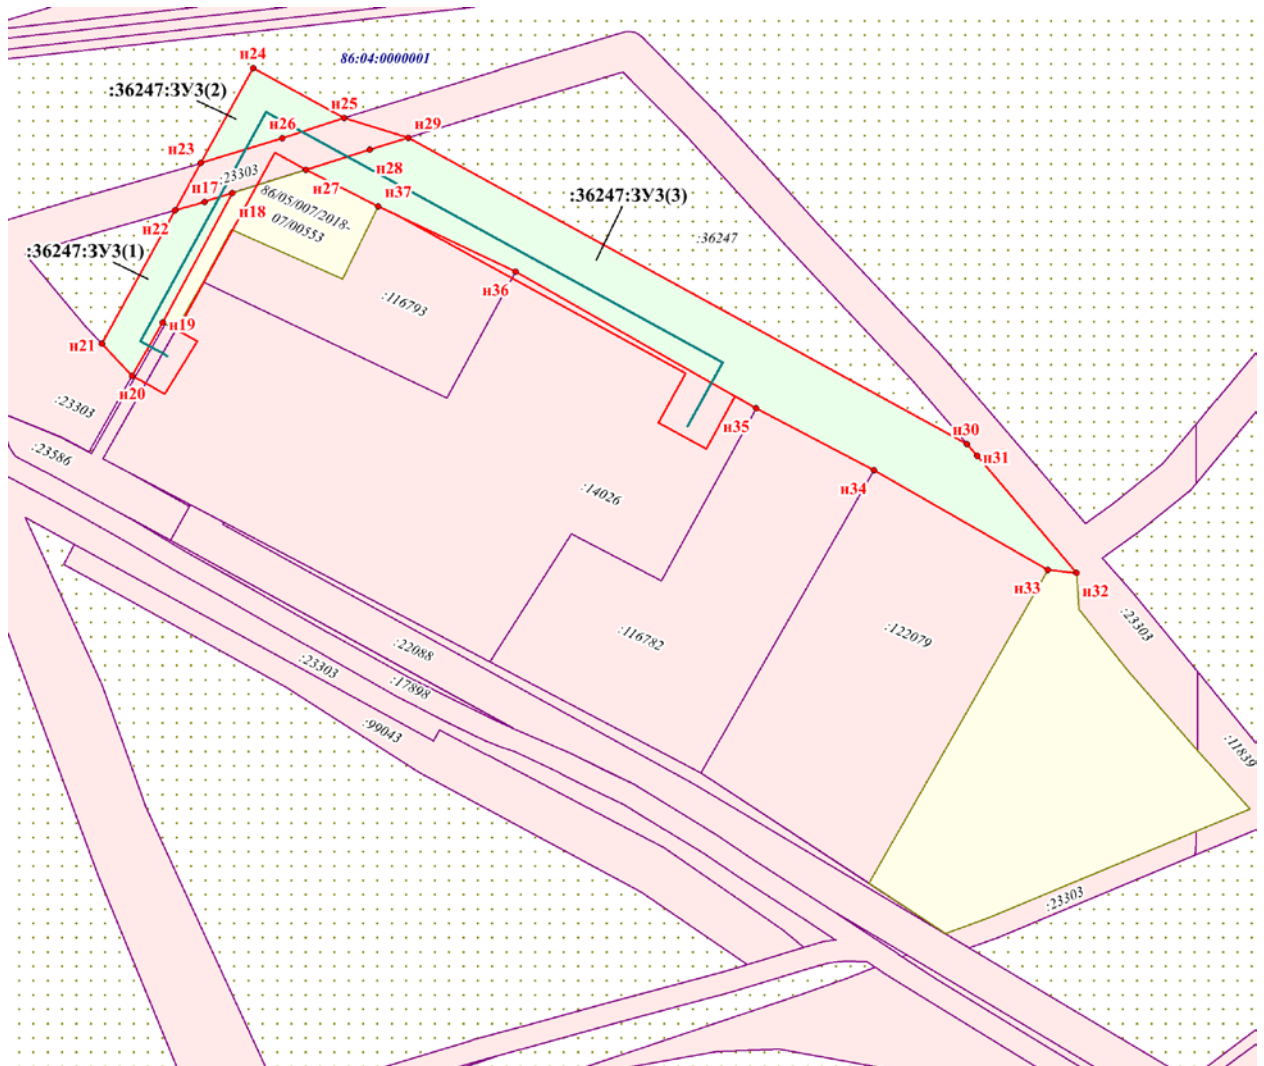 н24
86:04:0000001
:36247:ЗУ3(2)
н25
н26
н29
н23
н28
:23303
н17
н27
н37
:36247:ЗУ3(3)
86/05/007/2018-
07/00553
н18
н22
:36247
:36247:ЗУ3(1)
н36
:116793
н19
н21
н20
:23303
н35
н30
н31
:23586
н34
:14026
н33
н32
:23303
:116782
:122079
:22088
:23303
:17898
:99043
:11839
:23303